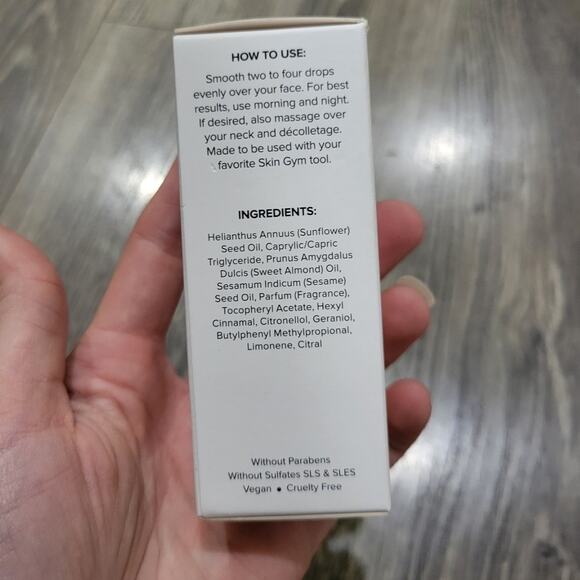 HOW TO USE:
Smooth two to four drops
evenly over your face. For best
results, use morning and night.
If desired, also massage over
your neck and décolletage.
Made to be used with your
favorite Skin Gym tool.
INGREDIENTS:
Helianthus Annuus (Sunflower)
Seed Oil, Caprylic/Capric
Triglyceride, Prunus Amygdalus
Dulcis (Sweet Almond) Oil,
Sesamum Indicum (Sesame)
Seed Oil, Parfum (Fragrance),
Tocopheryl Acetate, Hexyl
Cinnamal, Citronellol, Geraniol,
Butylphenyl Methylpropional,
Limonene, Citral
Without Parabens
Without Sulfates SLS & SLES
Vegan • Cruelty Free